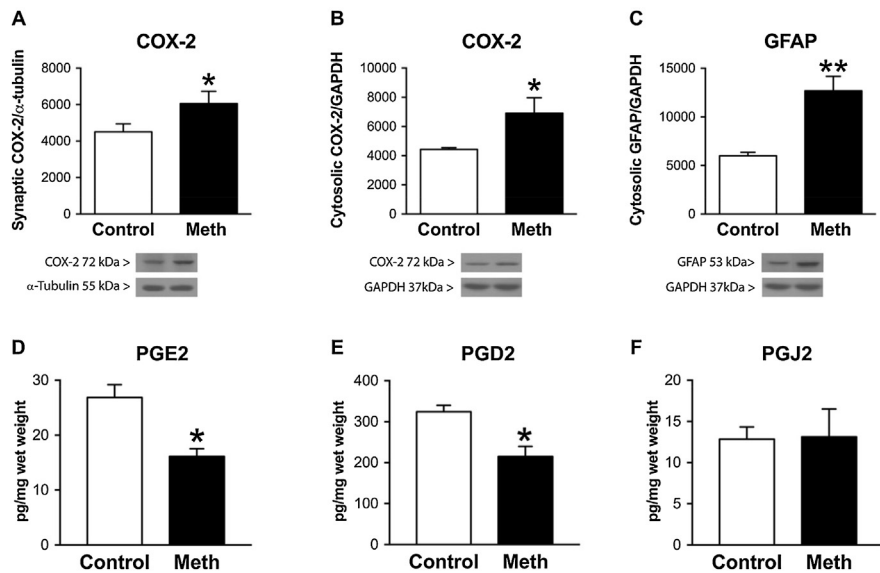 A
COX-2
Synaptic COX-2/α-tubulin
8000
6000
4000
2000
0
*
Control Meth
COX-2 72 kDa >
α-Tubulin 55 kDa >
B
COX-2
Cytosolic COX-2/GAPDH
10000
8000
6000
4000
2000
0
*
Control Meth
COX-2 72 kDa >
GAPDH 37kDa >
C
GFAP
Cytosolic GFAP/GAPDH
15000
10000
5000
0
**
Control Meth
GFAP 53 kDa>
GAPDH 37kDa >
D
PGE2
pg/mg wet weight
30
20
10
0
*
Control Meth
E
PGD2
pg/mg wet weight
400
300
200
100
0
*
Control Meth
F
PGJ2
pg/mg wet weight
20
15
10
5
0
Control Meth